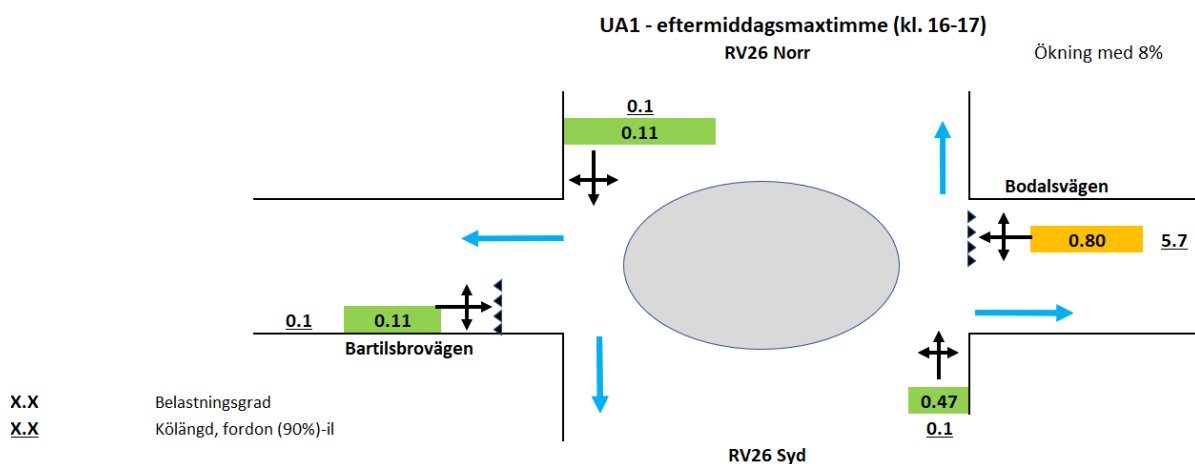 UA1 - eftermiddagsmaxtimme (kl. 16-17)
RV26 Norr
Ökning med 8%
0.1
0.11
Bodalsvägen
0.80
5.7
0.1
0.11
Bartilsbrovägen
0.47
0.1
X.X Belastningsgrad
X.X Kölängd, fordon (90%)-il
RV26 Syd